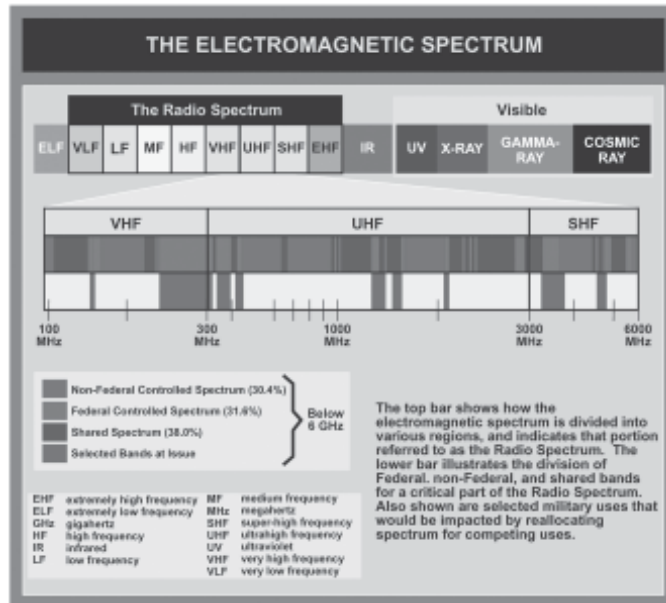 THE ELECTROMAGNETIC SPECTRUM
The Radio Spectrum
Visible
ELF VLF LF MF HF VHF UHF SHF EHF IR UV X-RAY GAMMA-
RAY COSMIC
RAY
VHF UHF SHF
100
MHz
300
MHz
1000
MHz
3000
MHz
6000
MHz
Non-Federal Controlled Spectrum (30.4%)
Federal Controlled Spectrum (31.6%)
Shared Spectrum (38.0%)
Selected Bands at Issue
Below
6 GHz
The top bar shows how the
electromagnetic spectrum is divided into
various regions, and indicates that portion
referred to as the Radio Spectrum. The
lower bar illustrates the division of
Federal. non-Federal, and shared bands
for a critical part of the Radio Spectrum.
Also shown are selected military uses that
would be impacted by reallocating
spectrum for competing uses.
EHF extremely high frequency
ELF extremely low frequency
GHz gigahertz
HF high frequency
IR infrared
LF low frequency
MF medium frequency
MHz megahertz
SHF super-high frequency
UHF ultrahigh frequency
UV ultraviolet
VHF very high frequency
VLF very low frequency